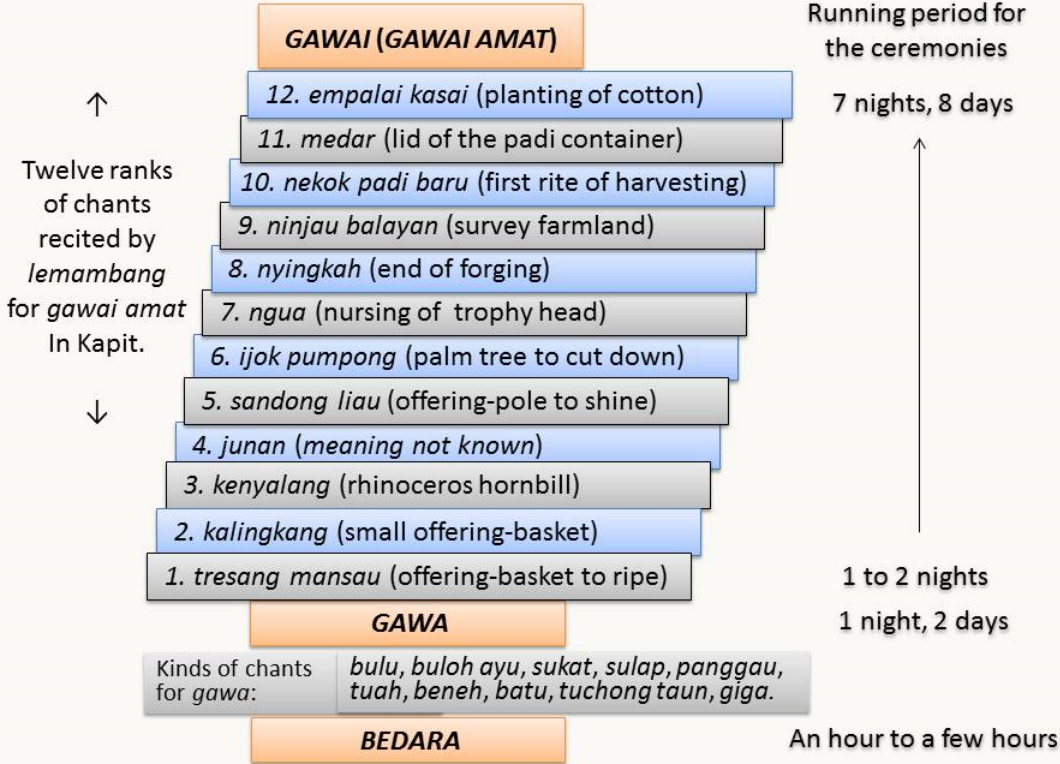 GAWAI (GAWAI AMAT)
Running period for
the ceremonies
12. empalai kasai (planting of cotton)
7 nights, 8 days
↑
11. medar (lid of the padi container)
10. nekok padi baru (first rite of harvesting)
9. ninjau balayan (survey farmland)
8. nyingkah (end of forging)
7. ngua (nursing of trophy head)
6. ijok pumpong (palm tree to cut down)
5. sandong liau (offering-pole to shine)
4. junan (meaning not known)
3. kenyalang (rhinoceros hornbill)
2. kalingkang (small offering-basket)
1. tresang mansau (offering-basket to ripe)
Twelve ranks
of chants
recited by
lemambang
for gawai amat
In Kapit.
↓
1 to 2 nights
GAWA
1 night, 2 days
Kinds of chants
for gawa:
bulu, buloh ayu, sukat, sulap, panggau,
tuah, beneh, batu, tuchong taun, giga.
BEDARA
An hour to a few hours